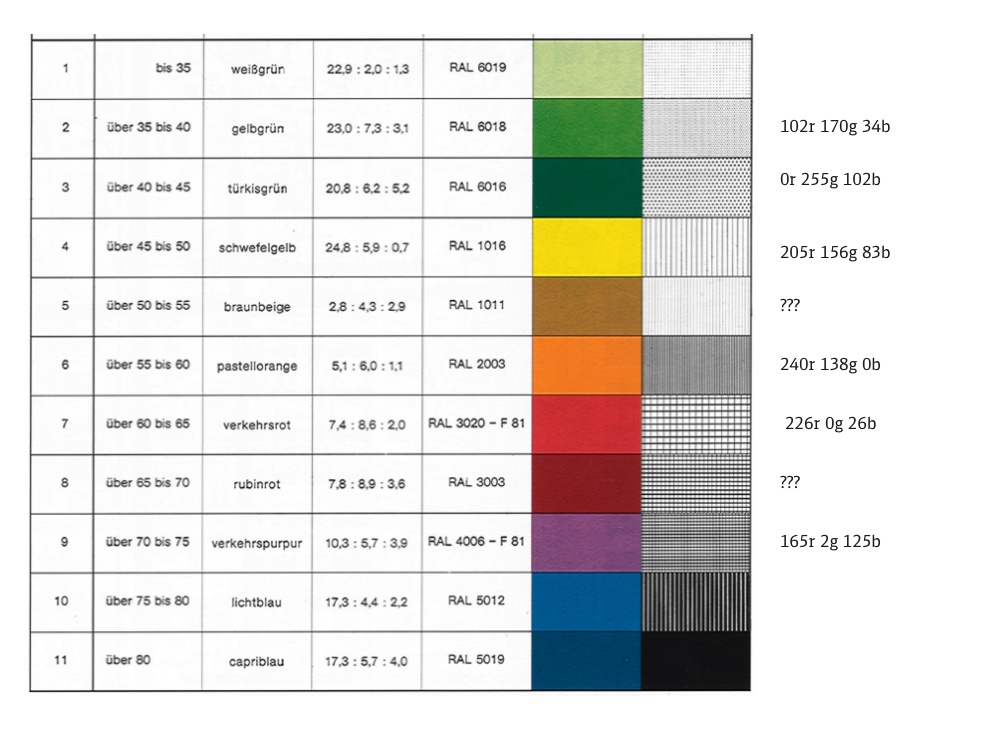 1 bis 35 weißgrün 22,9 : 2,0 : 1,3 RAL 6019
2 über 35 bis 40 gelbgrün 23,0 : 7,3 : 3,1 RAL 6018 102r 170g 34b
3 über 40 bis 45 türkisgrün 20,8 : 6,2 : 5,2 RAL 6016 0r 255g 102b
4 über 45 bis 50 schwefelgelb 24,8 : 5,9 : 0,7 RAL 1016 205r 156g 83b
5 über 50 bis 55 braunbeige 2,8 : 4,3 : 2,9 RAL 1011 ???
6 über 55 bis 60 pastellorange 5,1 : 6,0 : 1,1 RAL 2003 240r 138g 0b
7 über 60 bis 65 verkehrsrot 7,4 : 8,6 : 2,0 RAL 3020 – F 81 226r 0g 26b
8 über 65 bis 70 rubinrot 7,8 : 8,9 : 3,6 RAL 3003 ???
9 über 70 bis 75 verkehrspurpur 10,3 : 5,7 : 3,9 RAL 4006 – F 81 165r 2g 125b
10 über 75 bis 80 lichtblau 17,3 : 4,4 : 2,2 RAL 5012
11 über 80 capriblau 17,3 : 5,7 : 4,0 RAL 5019